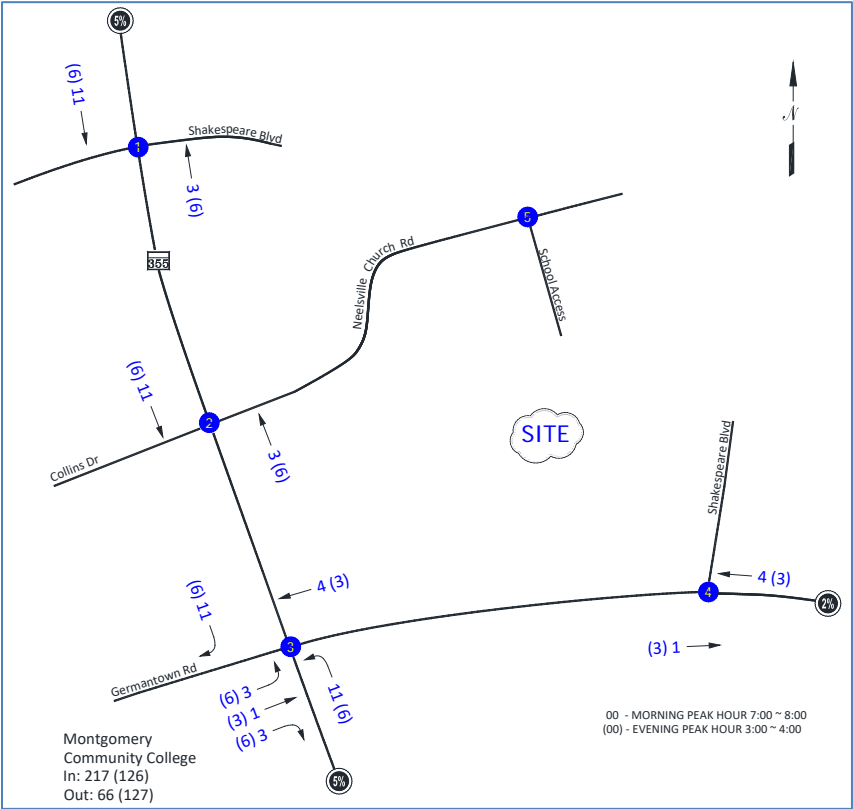 5%
(6) 11
Shakespeare Blvd
1
3 (6)
N
355
5
Neelsville Church Rd
School Access
(6) 11
2
Collins Dr
3 (6)
SITE
Shakespeare Blvd
4 (3)
4 (3)
4
2%
(6) 11
3
(3) 1
Germantown Rd
(6) 3
(3) 1
(6) 3
11 (6)
00 - MORNING PEAK HOUR 7:00 ~ 8:00
(00) - EVENING PEAK HOUR 3:00 ~ 4:00
Montgomery
Community College
In: 217 (126)
Out: 66 (127)
5%